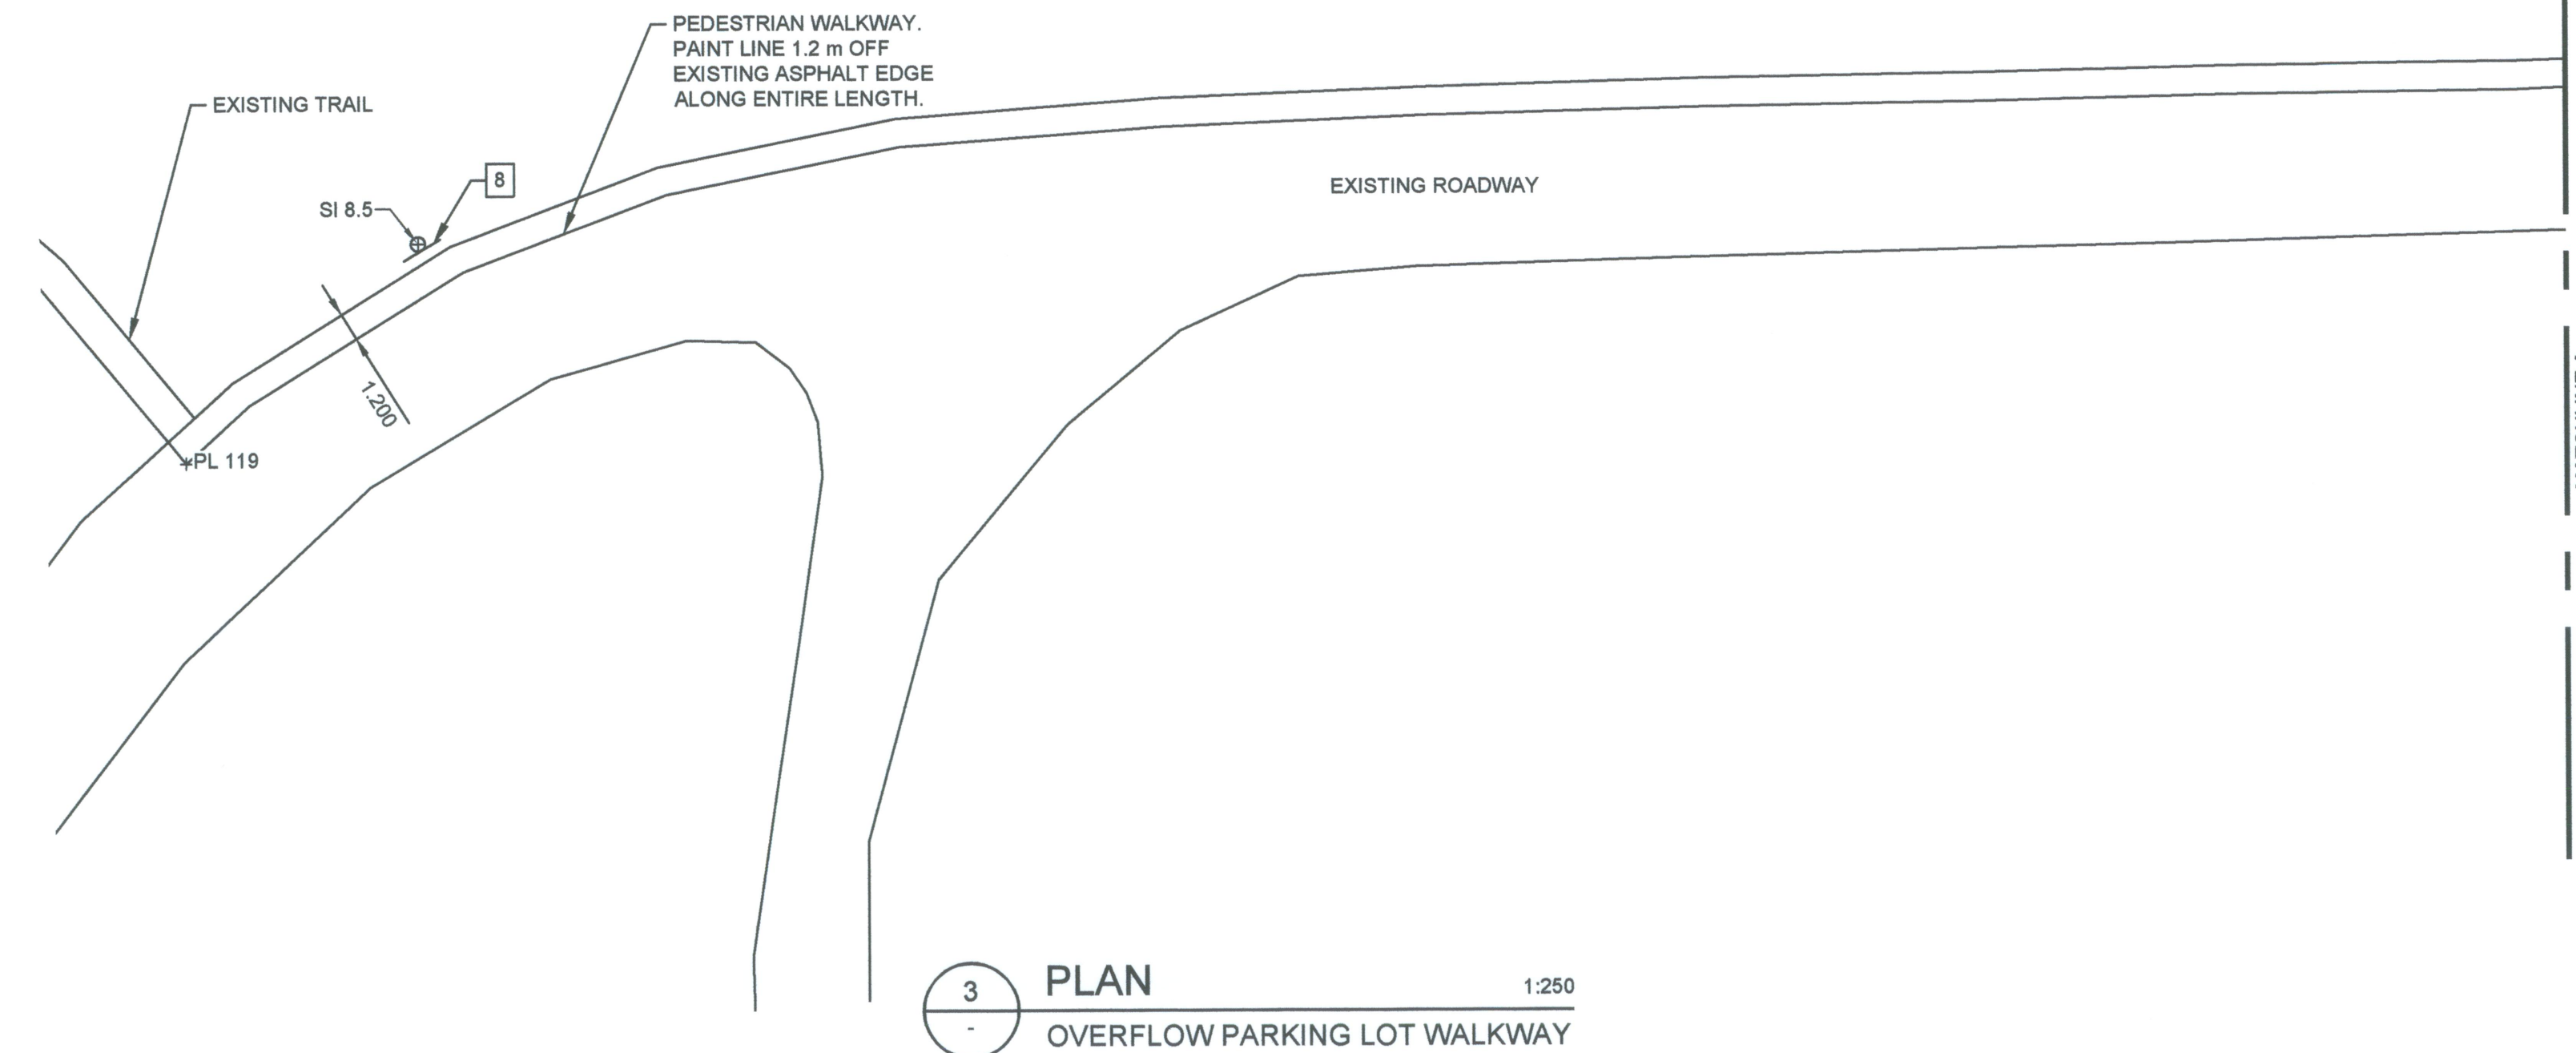 PEDESTRIAN WALKWAY.
PAINT LINE 1.2 m OFF
EXISTING ASPHALT EDGE
ALONG ENTIRE LENGTH.
EXISTING TRAIL
8
SI 8.5
EXISTING ROADWAY
1.200
PL 119
3
-
PLAN
1:250
OVERFLOW PARKING LOT WALKWAY